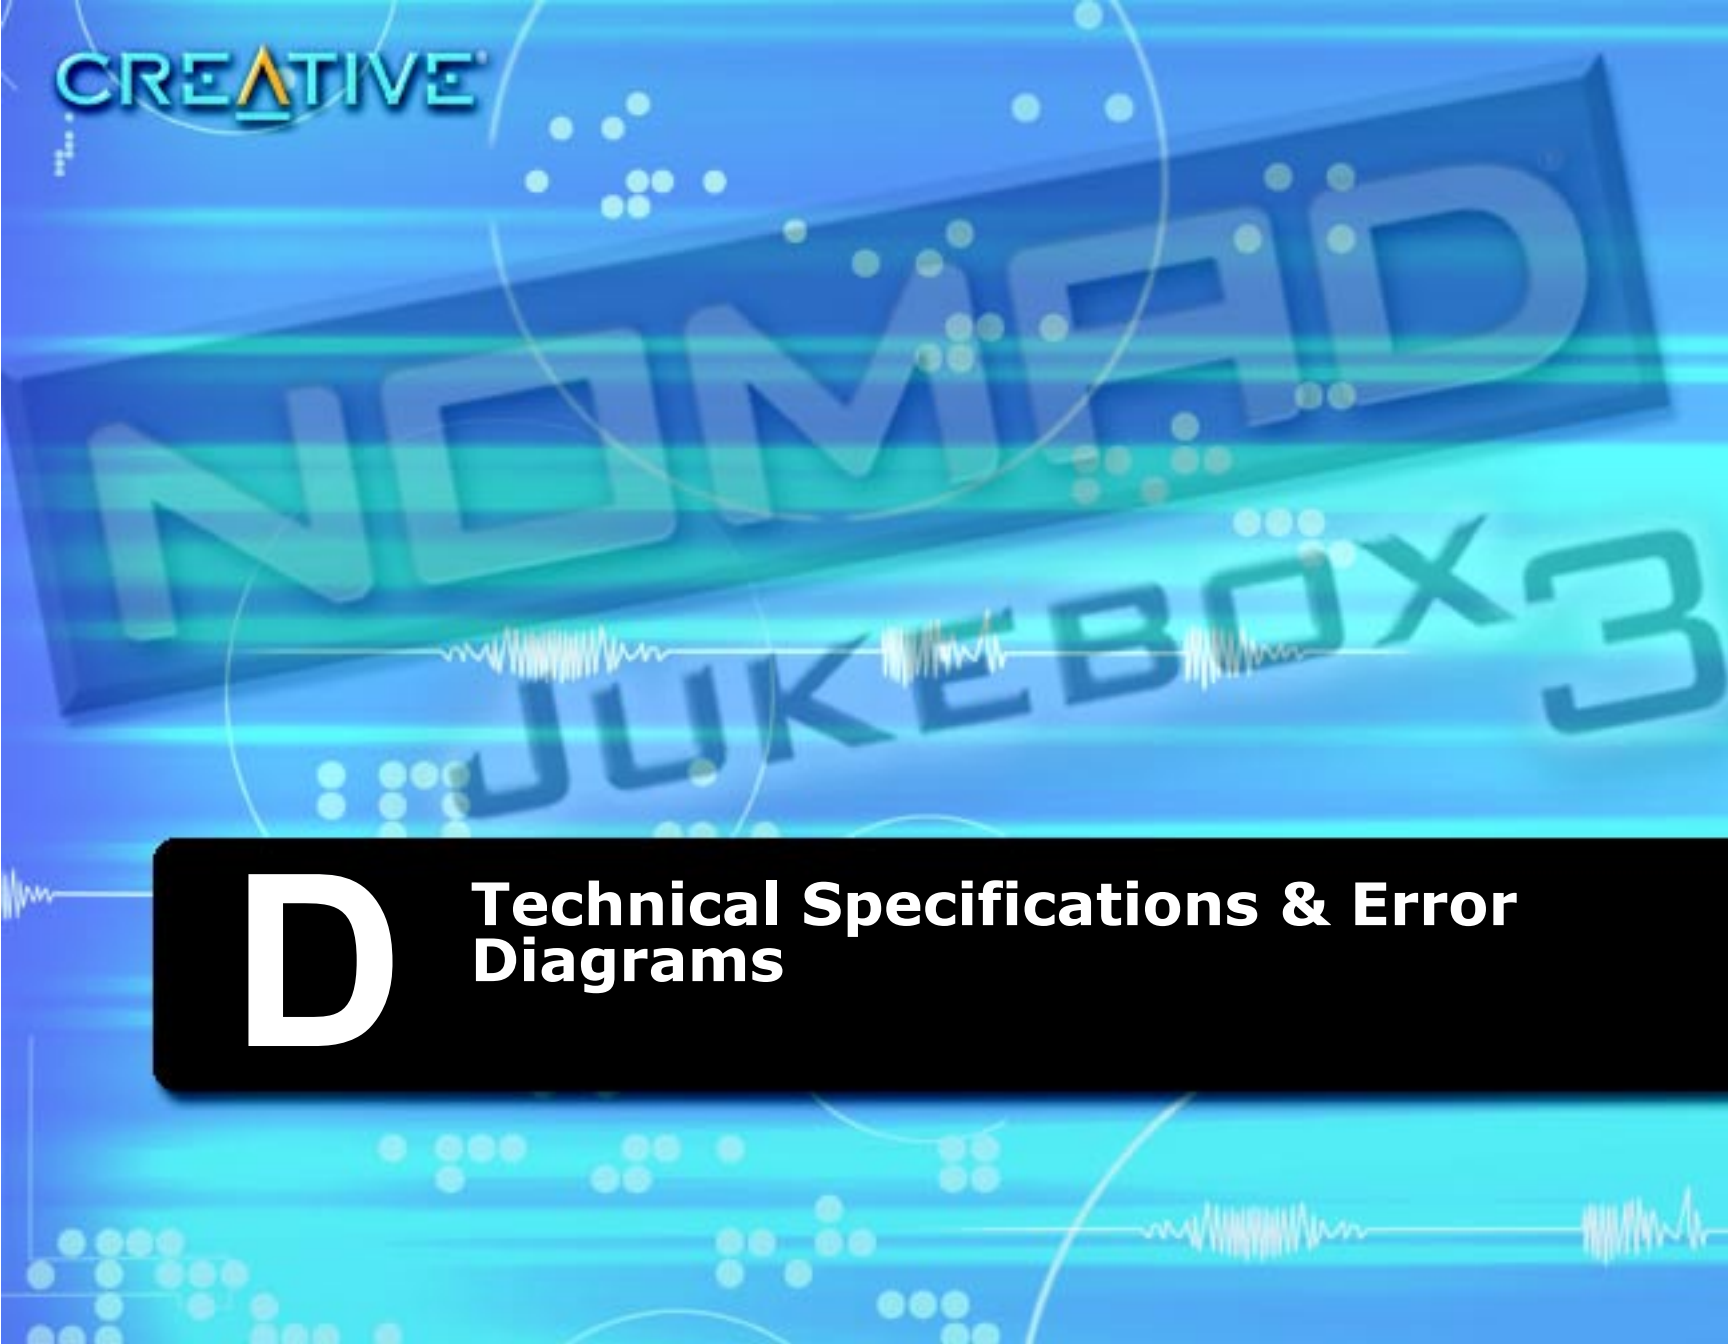 CREATIVE®
NOMAD
JUKEBOX 3
D
Technical Specifications & Error
Diagrams